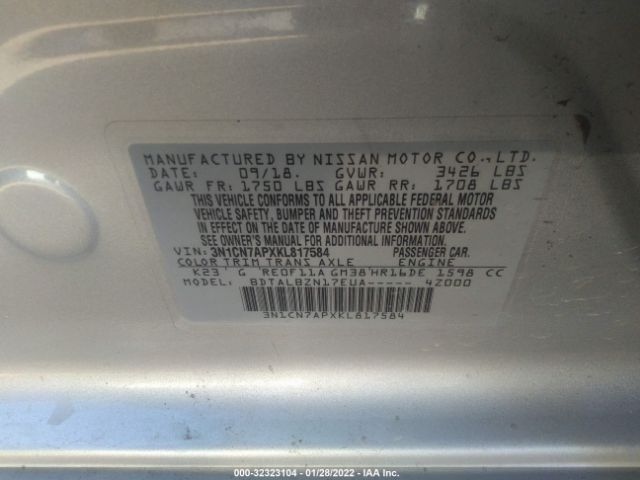 MANUFACTURED BY NISSAN MOTOR CO., LTD.
DATE: 09/18. GVWR: 3426 LBS
GAWR FR: 1750 LBS GAWR RR: 1708 LBS
THIS VEHICLE CONFORMS TO ALL APPLICABLE FEDERAL MOTOR
VEHICLE SAFETY, BUMPER AND THEFT PREVENTION STANDARDS
IN EFFECT ON THE DATE OF MANUFACTURE SHOWN ABOVE.
SEE OWNER'S MANUAL FOR ADDITIONAL INFORMATION
VIN: 3N1CN7APXKL817584 PASSENGER CAR.
COLOR TRIM TRANS AXLE ENGINE
K23 G RE0F11A GM38 HR16DE 1598 CC
MODEL: BDTALBZN17EUA----- 4Z000
3N1CN7APXKL817584
000-32323104 - 01/28/2022 - IAA Inc.